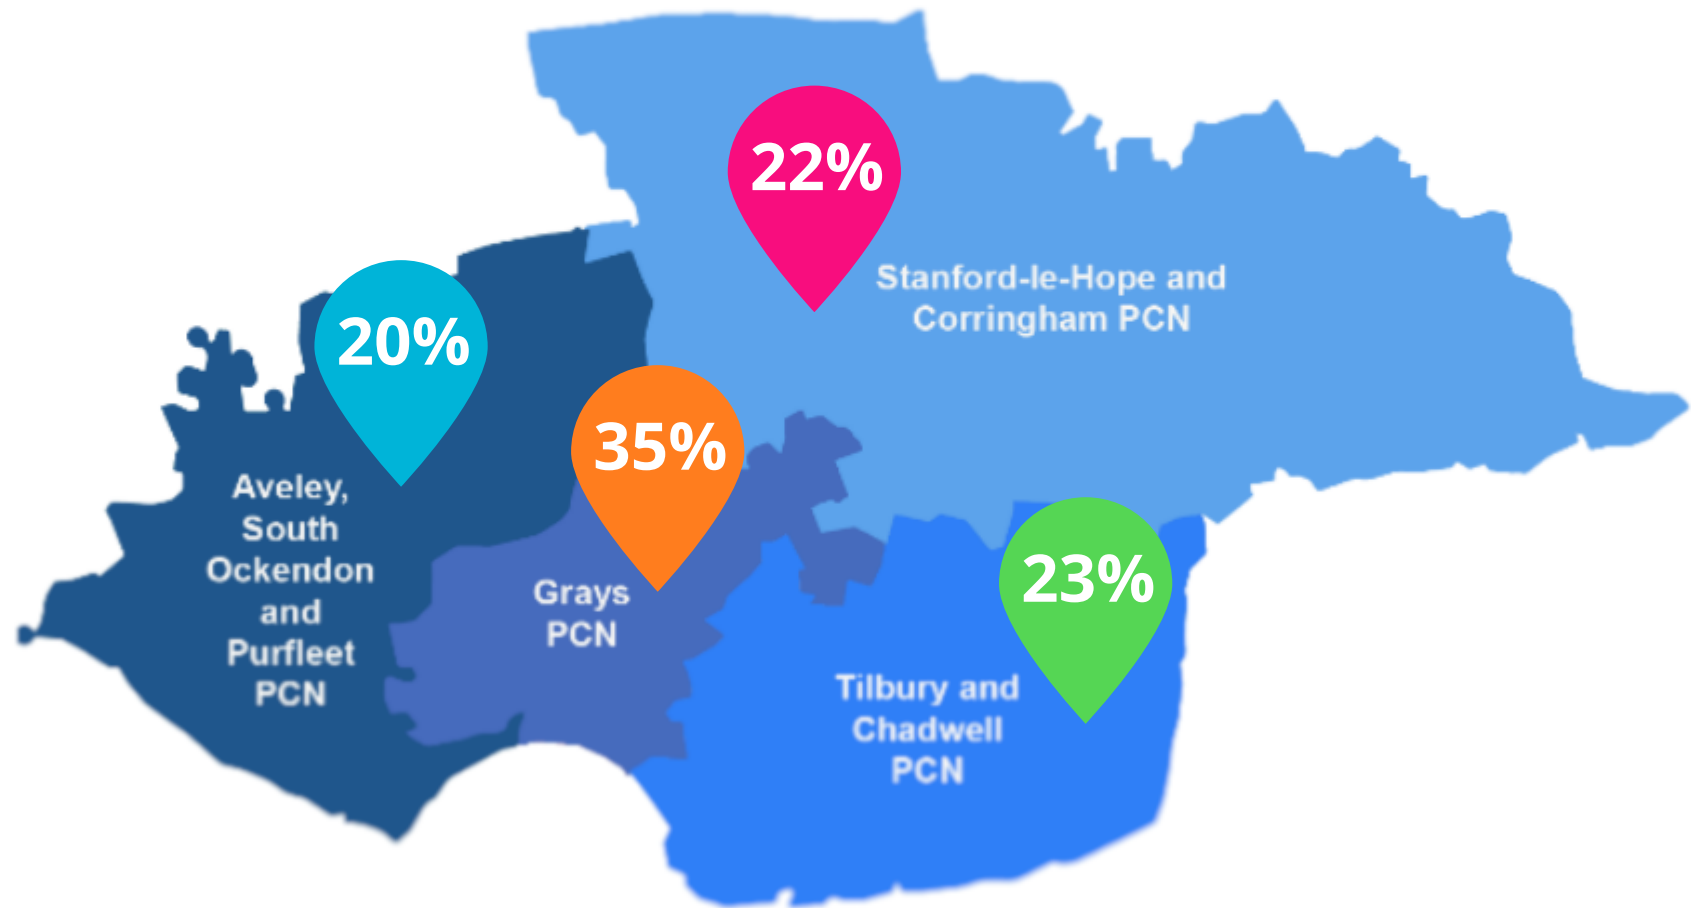 22%
Stanford-le-Hope and
Corringham PCN
20%
35%
Aveley,
South
Ockendon
and
Purfleet
PCN
Grays
PCN
23%
Tilbury and
Chadwell
PCN